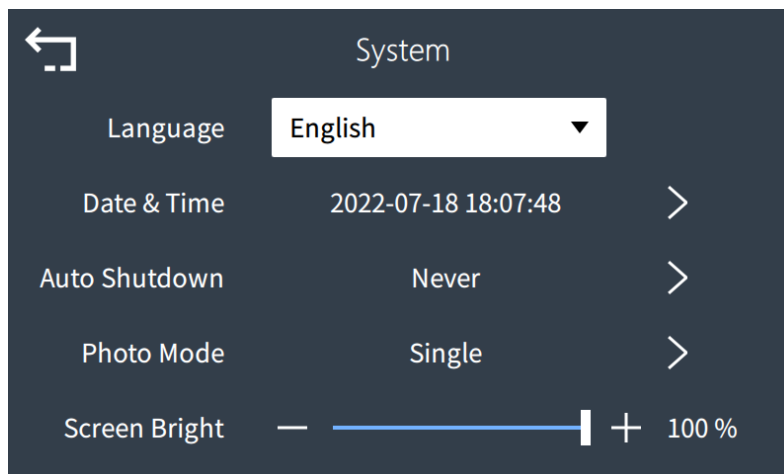 System
Language English
Date & Time 2022-07-18 18:07:48
Auto Shutdown Never
Photo Mode Single
Screen Bright 100 %